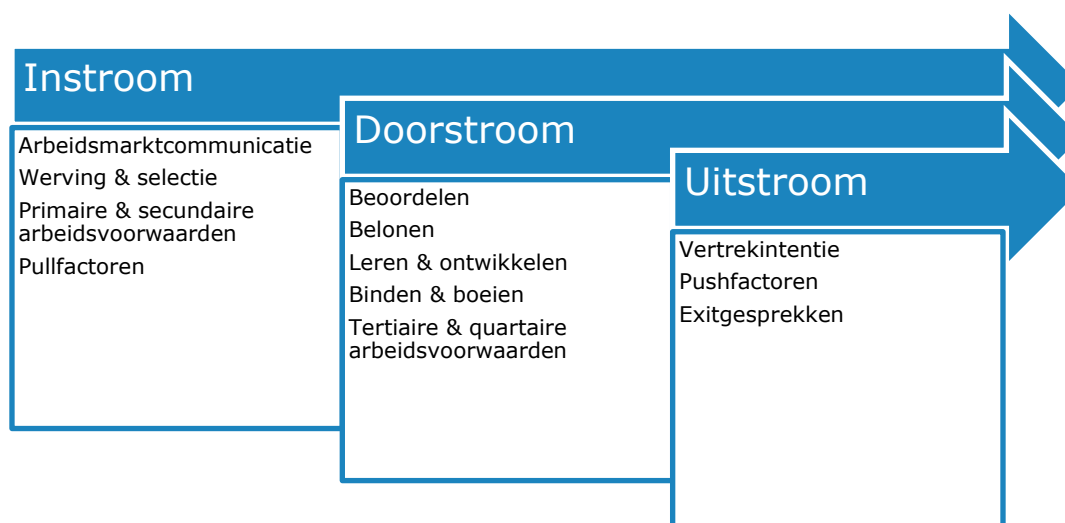 Instroom
Arbeidsmarktcommunicatie
Werving & selectie
Primaire & secundaire
arbeidsvoorwaarden
Pullfactoren
Doorstroom
Beoordelen
Belonen
Leren & ontwikkelen
Binden & boeien
Tertiaire & quartaire
arbeidsvoorwaarden
Uitstroom
Vertrekintentie
Pushfactoren
Exitgesprekken